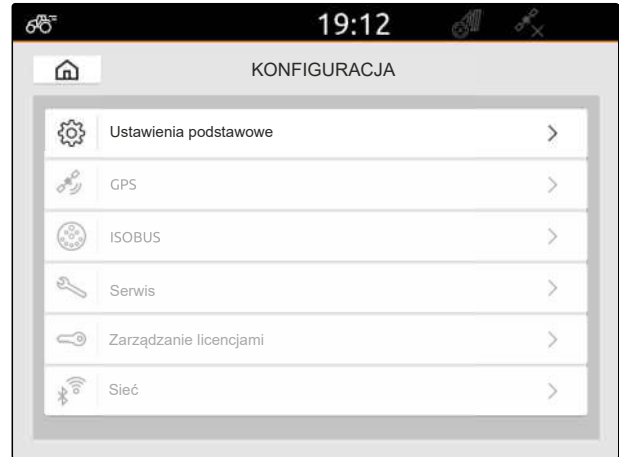 19:12
KONFIGURACJA
Ustawienia podstawowe
GPS
ISOBUS
Serwis
Zarządzanie licencjami
Sieć